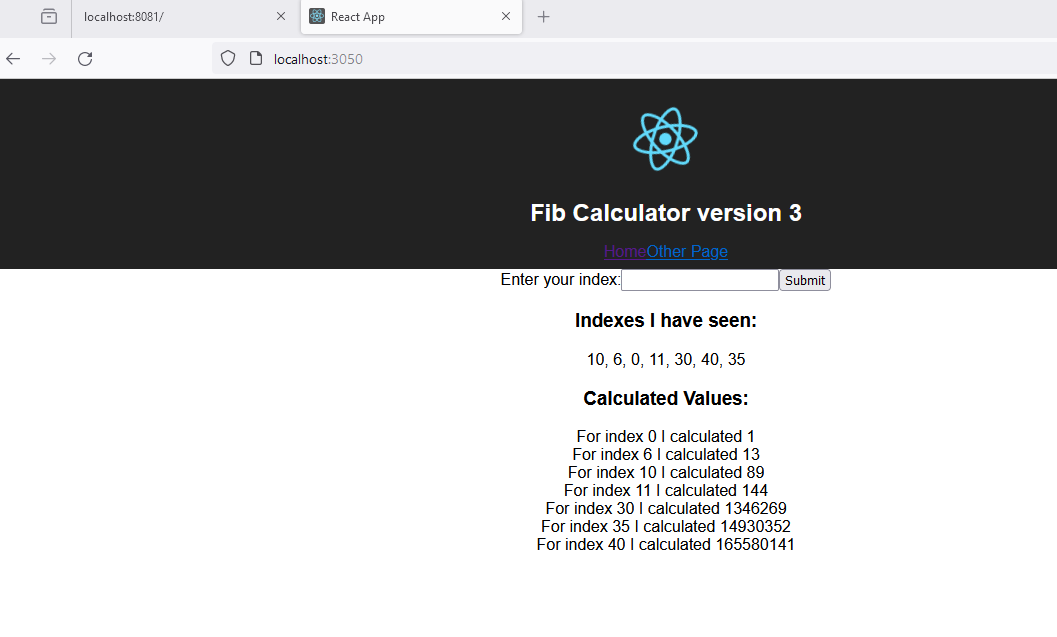 localhost:8081/
React App
localhost:3050
Fib Calculator version 3
HomeOther Page
Enter your index: Submit
Indexes I have seen:
10, 6, 0, 11, 30, 40, 35
Calculated Values:
For index 0 I calculated 1
For index 6 I calculated 13
For index 10 I calculated 89
For index 11 I calculated 144
For index 30 I calculated 1346269
For index 35 I calculated 14930352
For index 40 I calculated 165580141